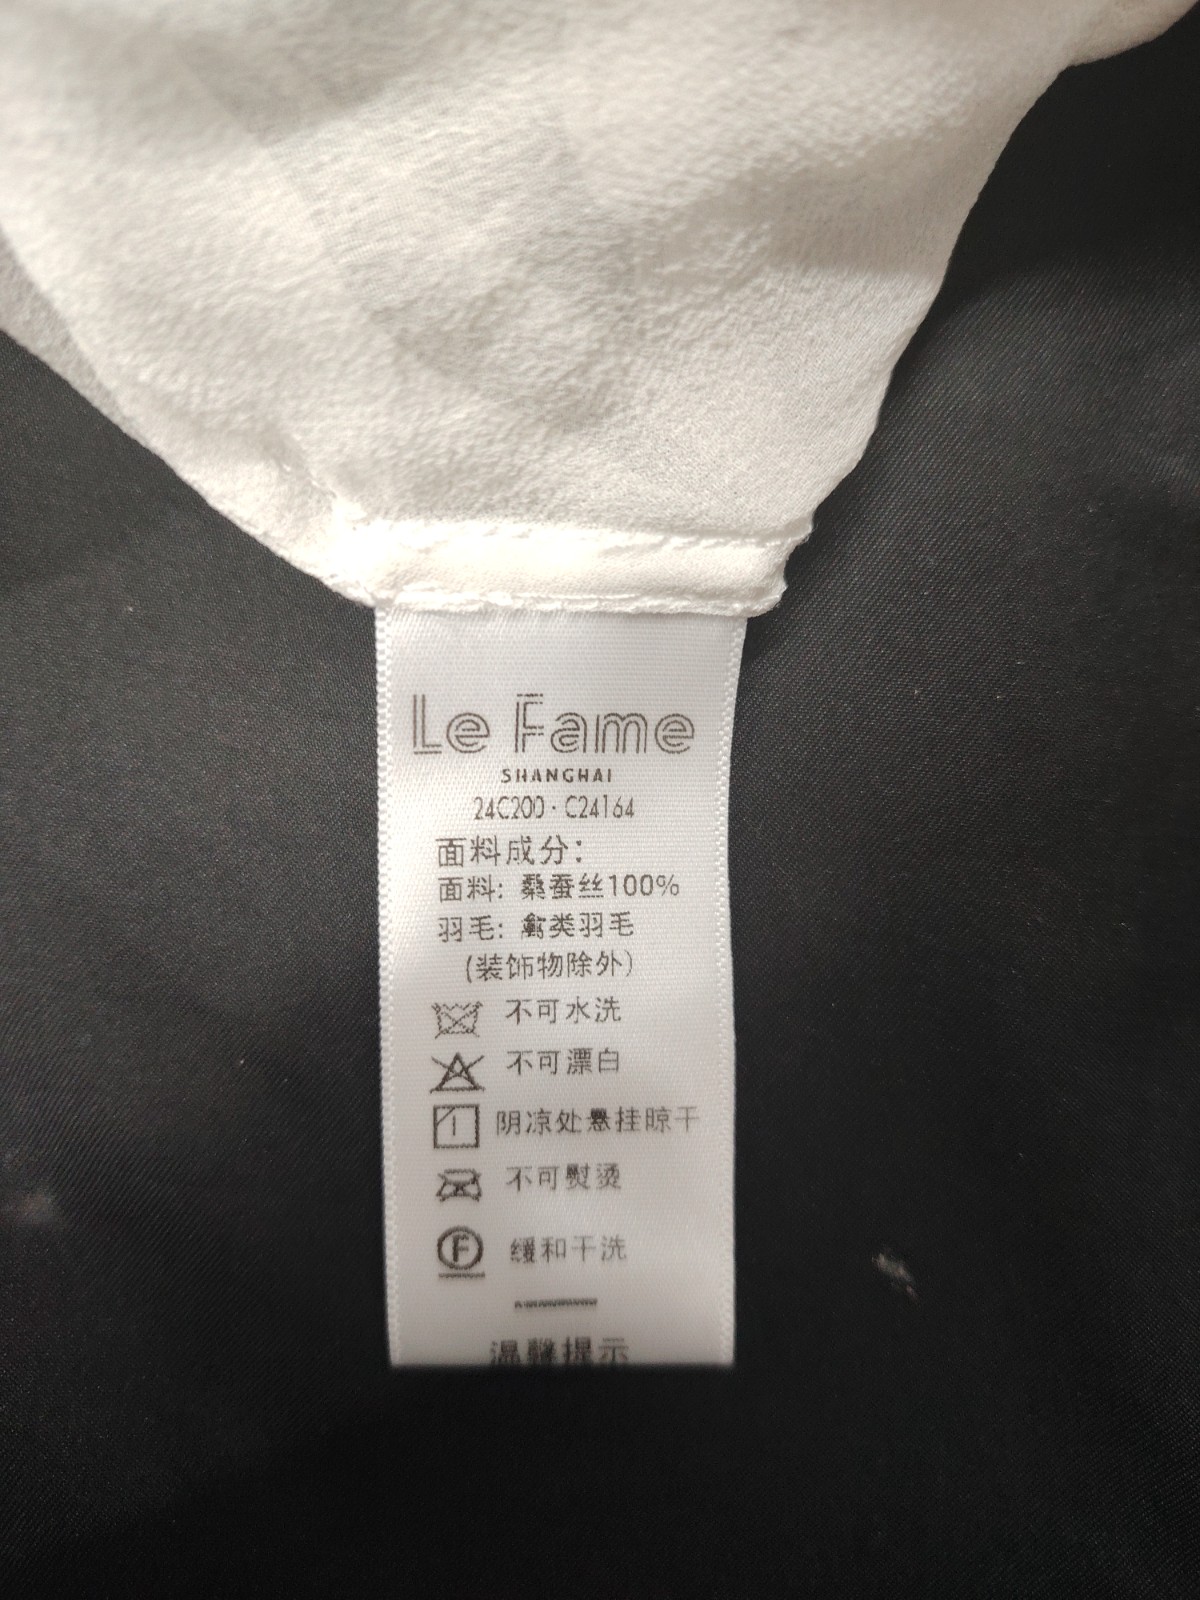 Le Fame
SHANGHAI
24C200 · C24164
面料成分:
面料: 桑蚕丝100%
羽毛: 禽类羽毛
(装饰物除外)
不可水洗
不可漂白
阴凉处悬挂晾干
不可熨烫
F 缓和干洗
温馨提示